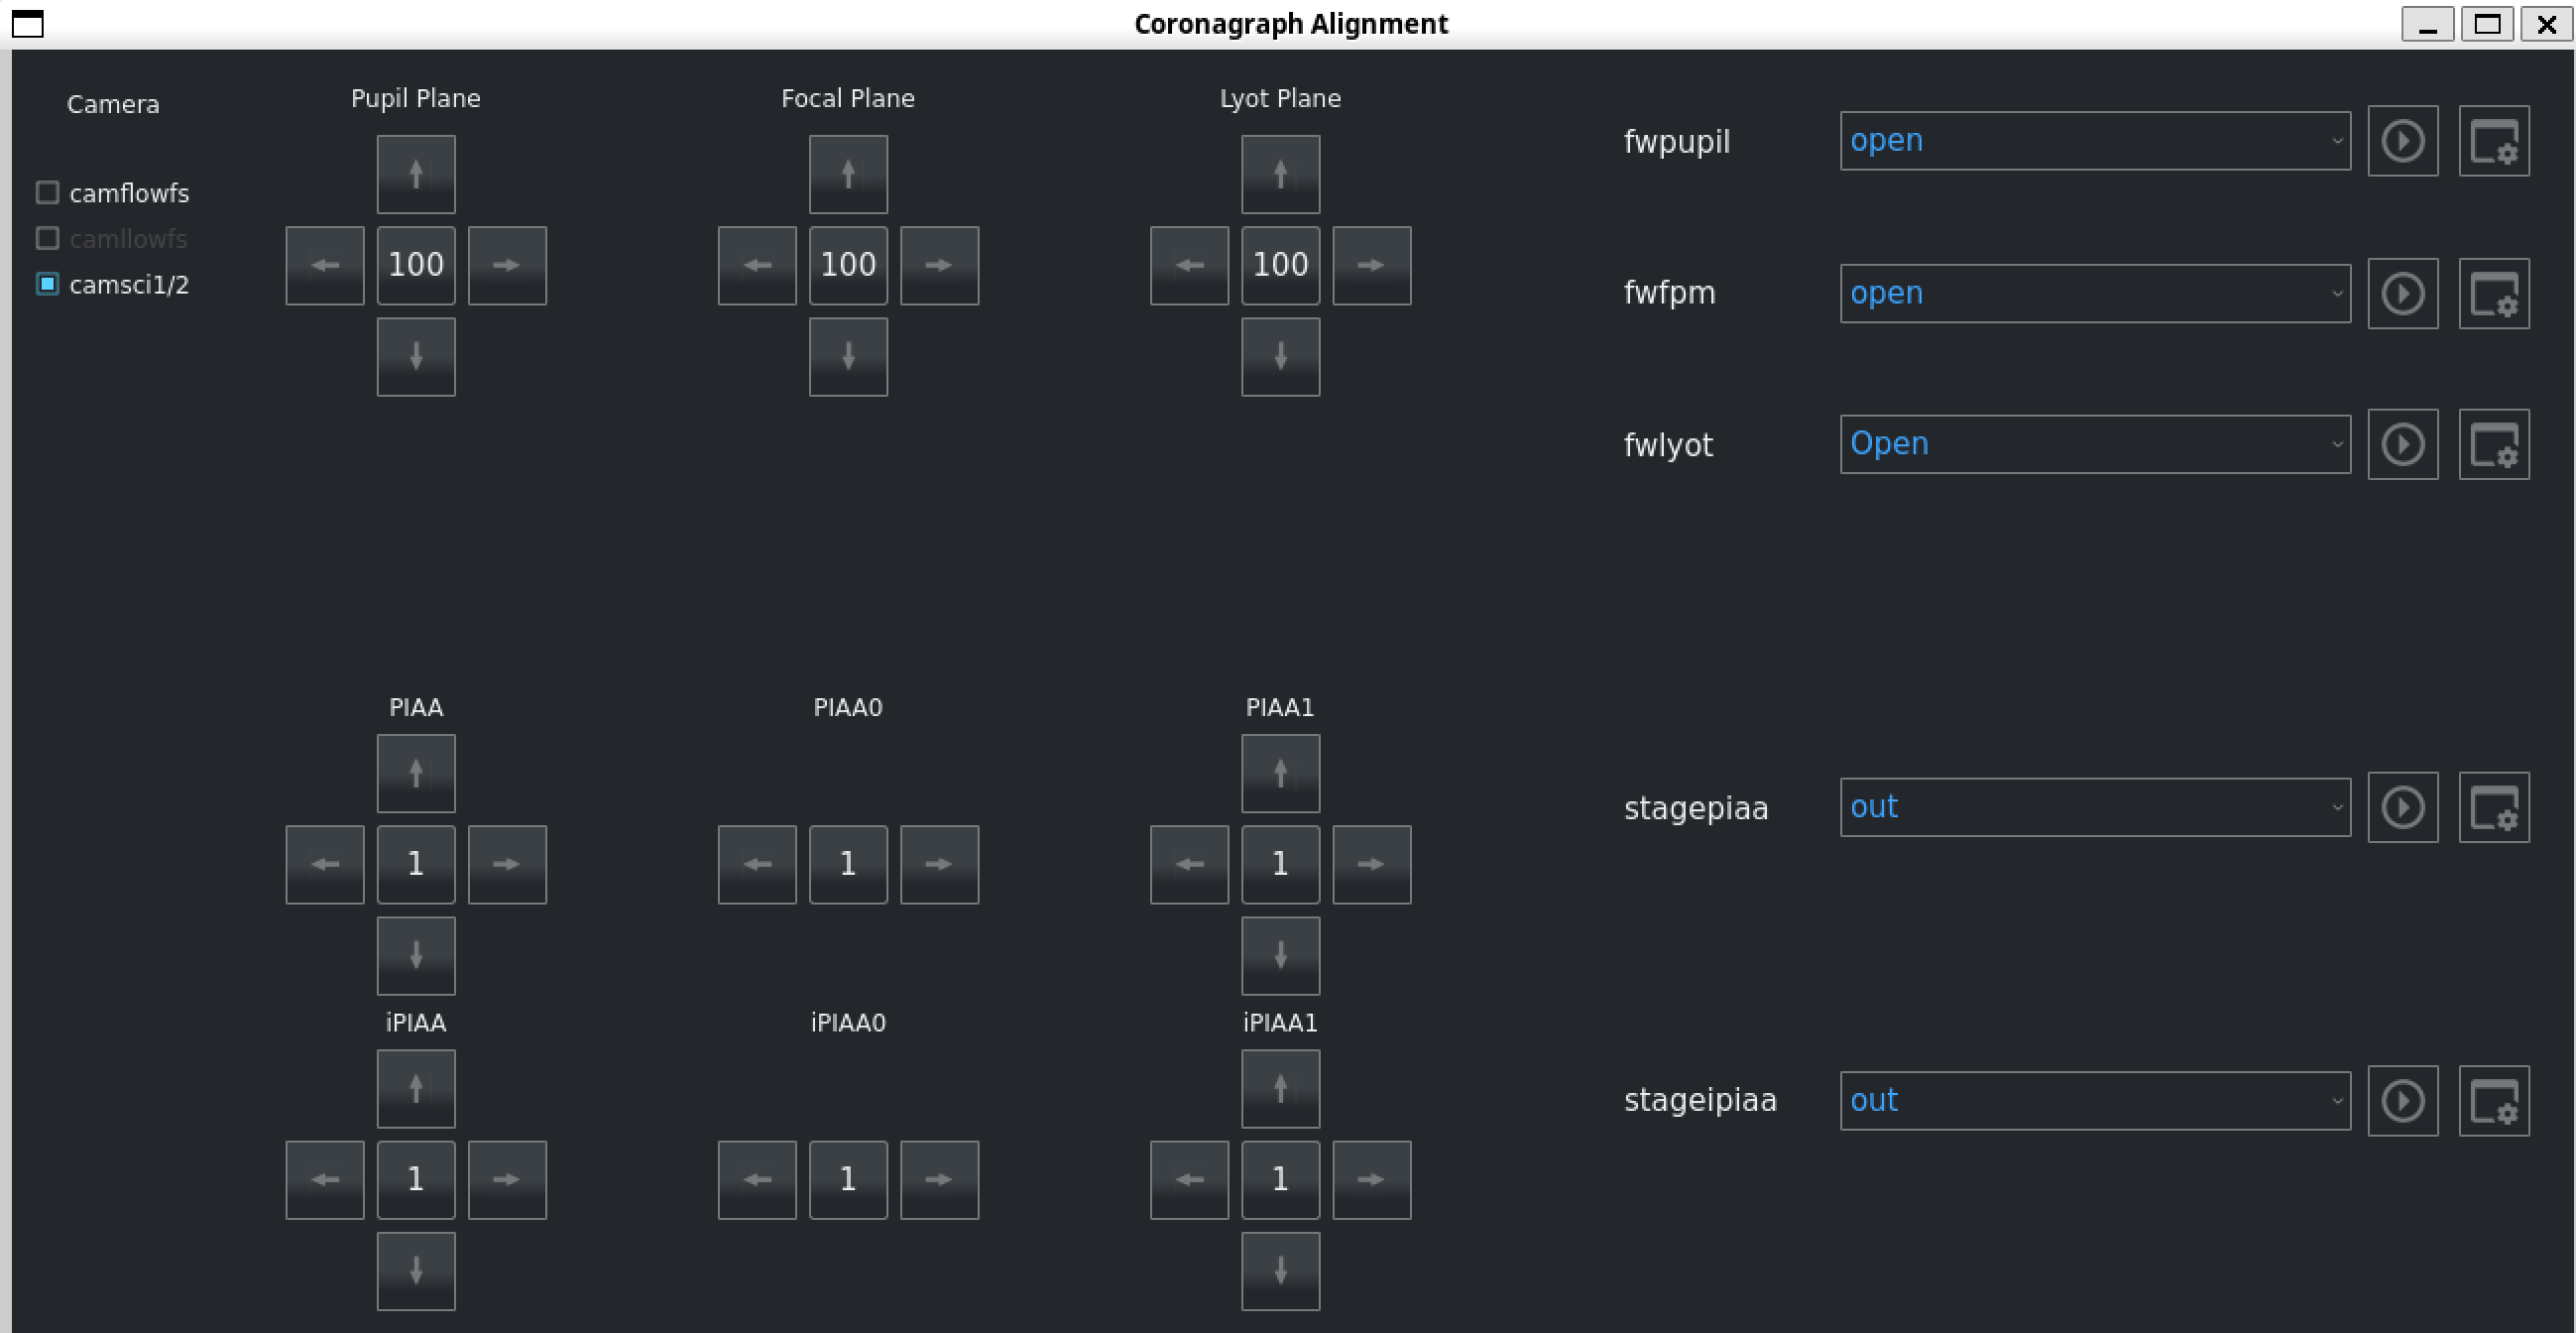 Coronagraph Alignment
Camera
Pupil Plane
Focal Plane
Lyot Plane
camflowfs
camllowfs
camsci1/2
100
100
100
fwpupil
open
fwfpm
open
fwlyot
Open
PIAA
PIAA0
PIAA1
1
1
1
stagepiaa
out
iPIAA
iPIAA0
iPIAA1
1
1
1
stageipiaa
out